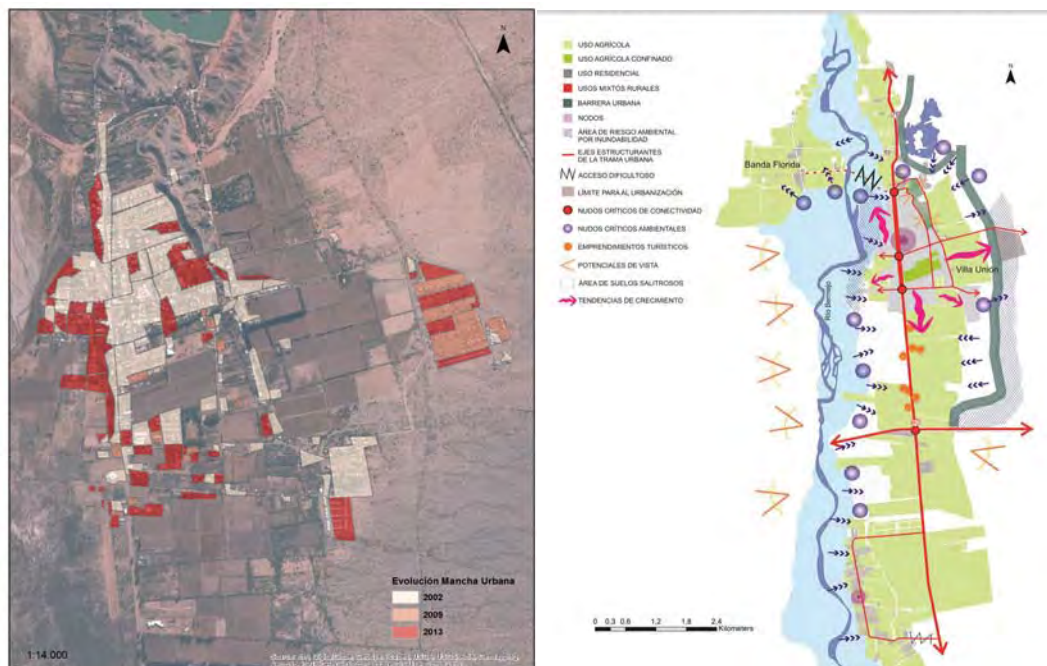 N
Evolución Mancha Urbana
2002
2009
2013
1:14.000
USO AGRÍCOLA
USO AGRÍCOLA CONFINADO
USO RESIDENCIAL
USOS MIXTOS RURALES
BARRERA URBANA
NODOS
ÁREA DE RIESGO AMBIENTAL
POR INUNDABILIDAD
EJES ESTRUCTURANTES
DE LA TRAMA URBANA
ACCESO DIFICULTOSO
LÍMITE PARA AL URBANIZACIÓN
NUDOS CRÍTICOS DE CONECTIVIDAD
NUDOS CRÍTICOS AMBIENTALES
EMPRENDIMIENTOS TURÍSTICOS
POTENCIALES DE VISTA
ÁREA DE SUELOS SALITROSOS
TENDENCIAS DE CRECIMIENTO
N
Banda Florida
Villa Unión
Río Bermejo
0 0,3 0,6 1,2 1,8 2,4
Kilometers